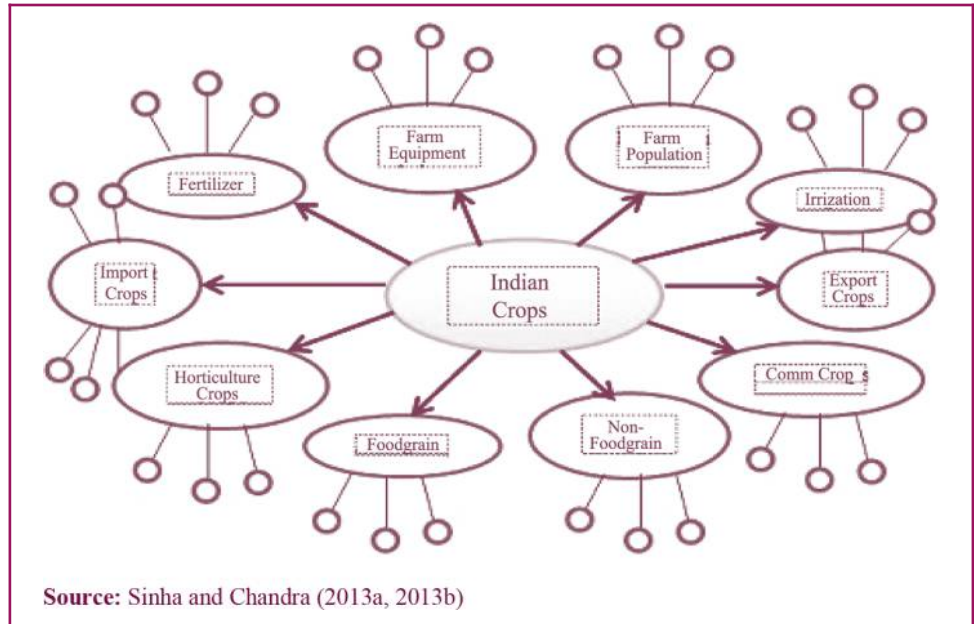 Farm
Equipment
Farm
Population
Fertilizer
Irrization
Import
Crops
Indian
Crops
Export
Crops
Horticulture
Crops
Comm Crop s
Foodgrain
Non-
Foodgrain
Source: Sinha and Chandra (2013a, 2013b)